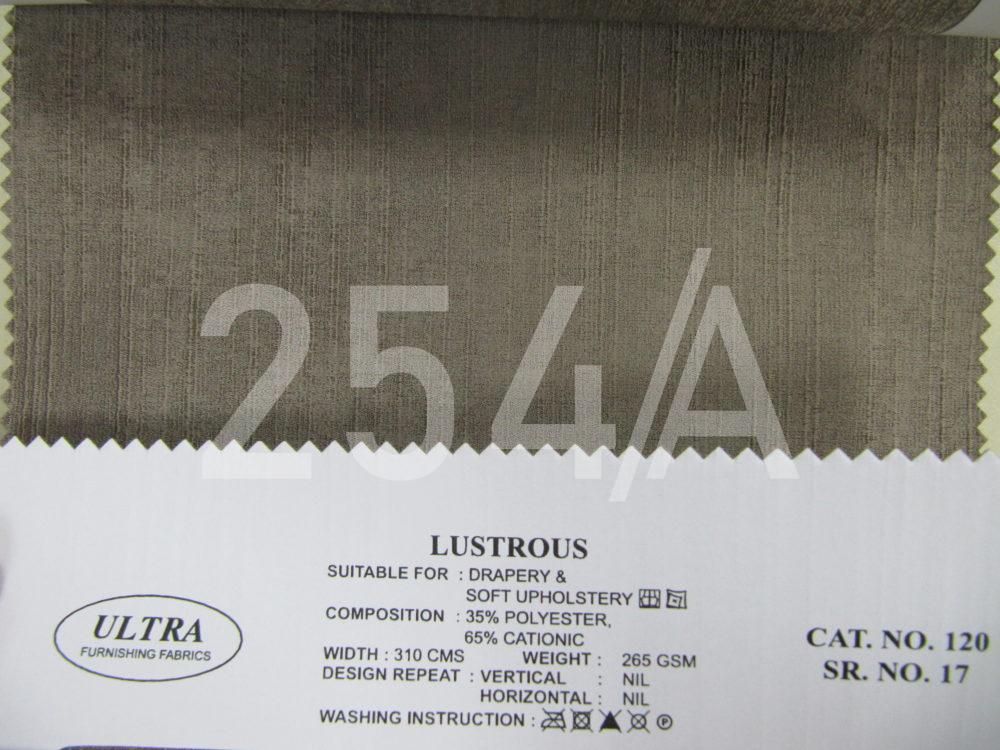 254/A
LUSTROUS
SUITABLE FOR : DRAPERY &
SOFT UPHOLSTERY
COMPOSITION : 35% POLYESTER,
65% CATIONIC
WIDTH : 310 CMS WEIGHT : 265 GSM
DESIGN REPEAT : VERTICAL : NIL
HORIZONTAL : NIL
WASHING INSTRUCTION :
ULTRA
FURNISHING FABRICS
CAT. NO. 120
SR. NO. 17